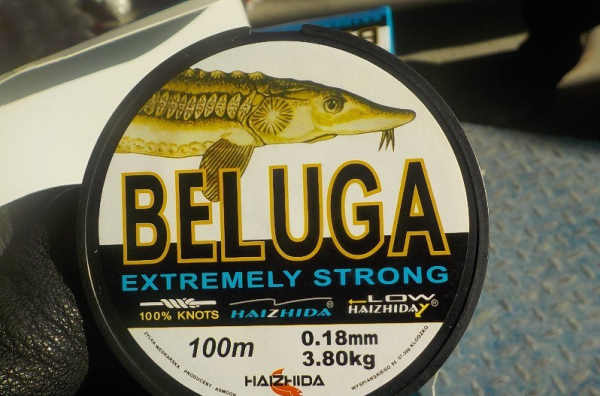 BELUGA
EXTREMELY STRONG
100% KNOTS
HAIZHIDA®
LOW
HAIZHIDAY®
100m
0.18mm
3.80kg
HAIZHIDA